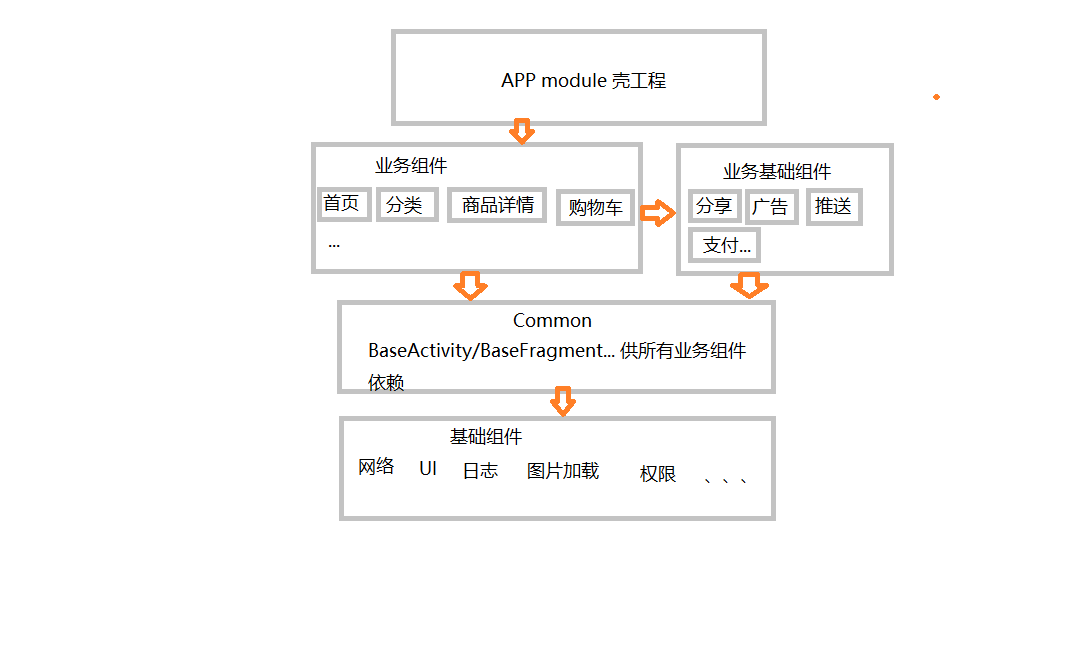 APP module 壳工程
业务组件
首页 分类 商品详情 购物车
...
业务基础组件
分享 广告 推送
支付...
Common
BaseActivity/BaseFragment... 供所有业务组件
依赖
基础组件
网络 UI 日志 图片加载 权限 、、、